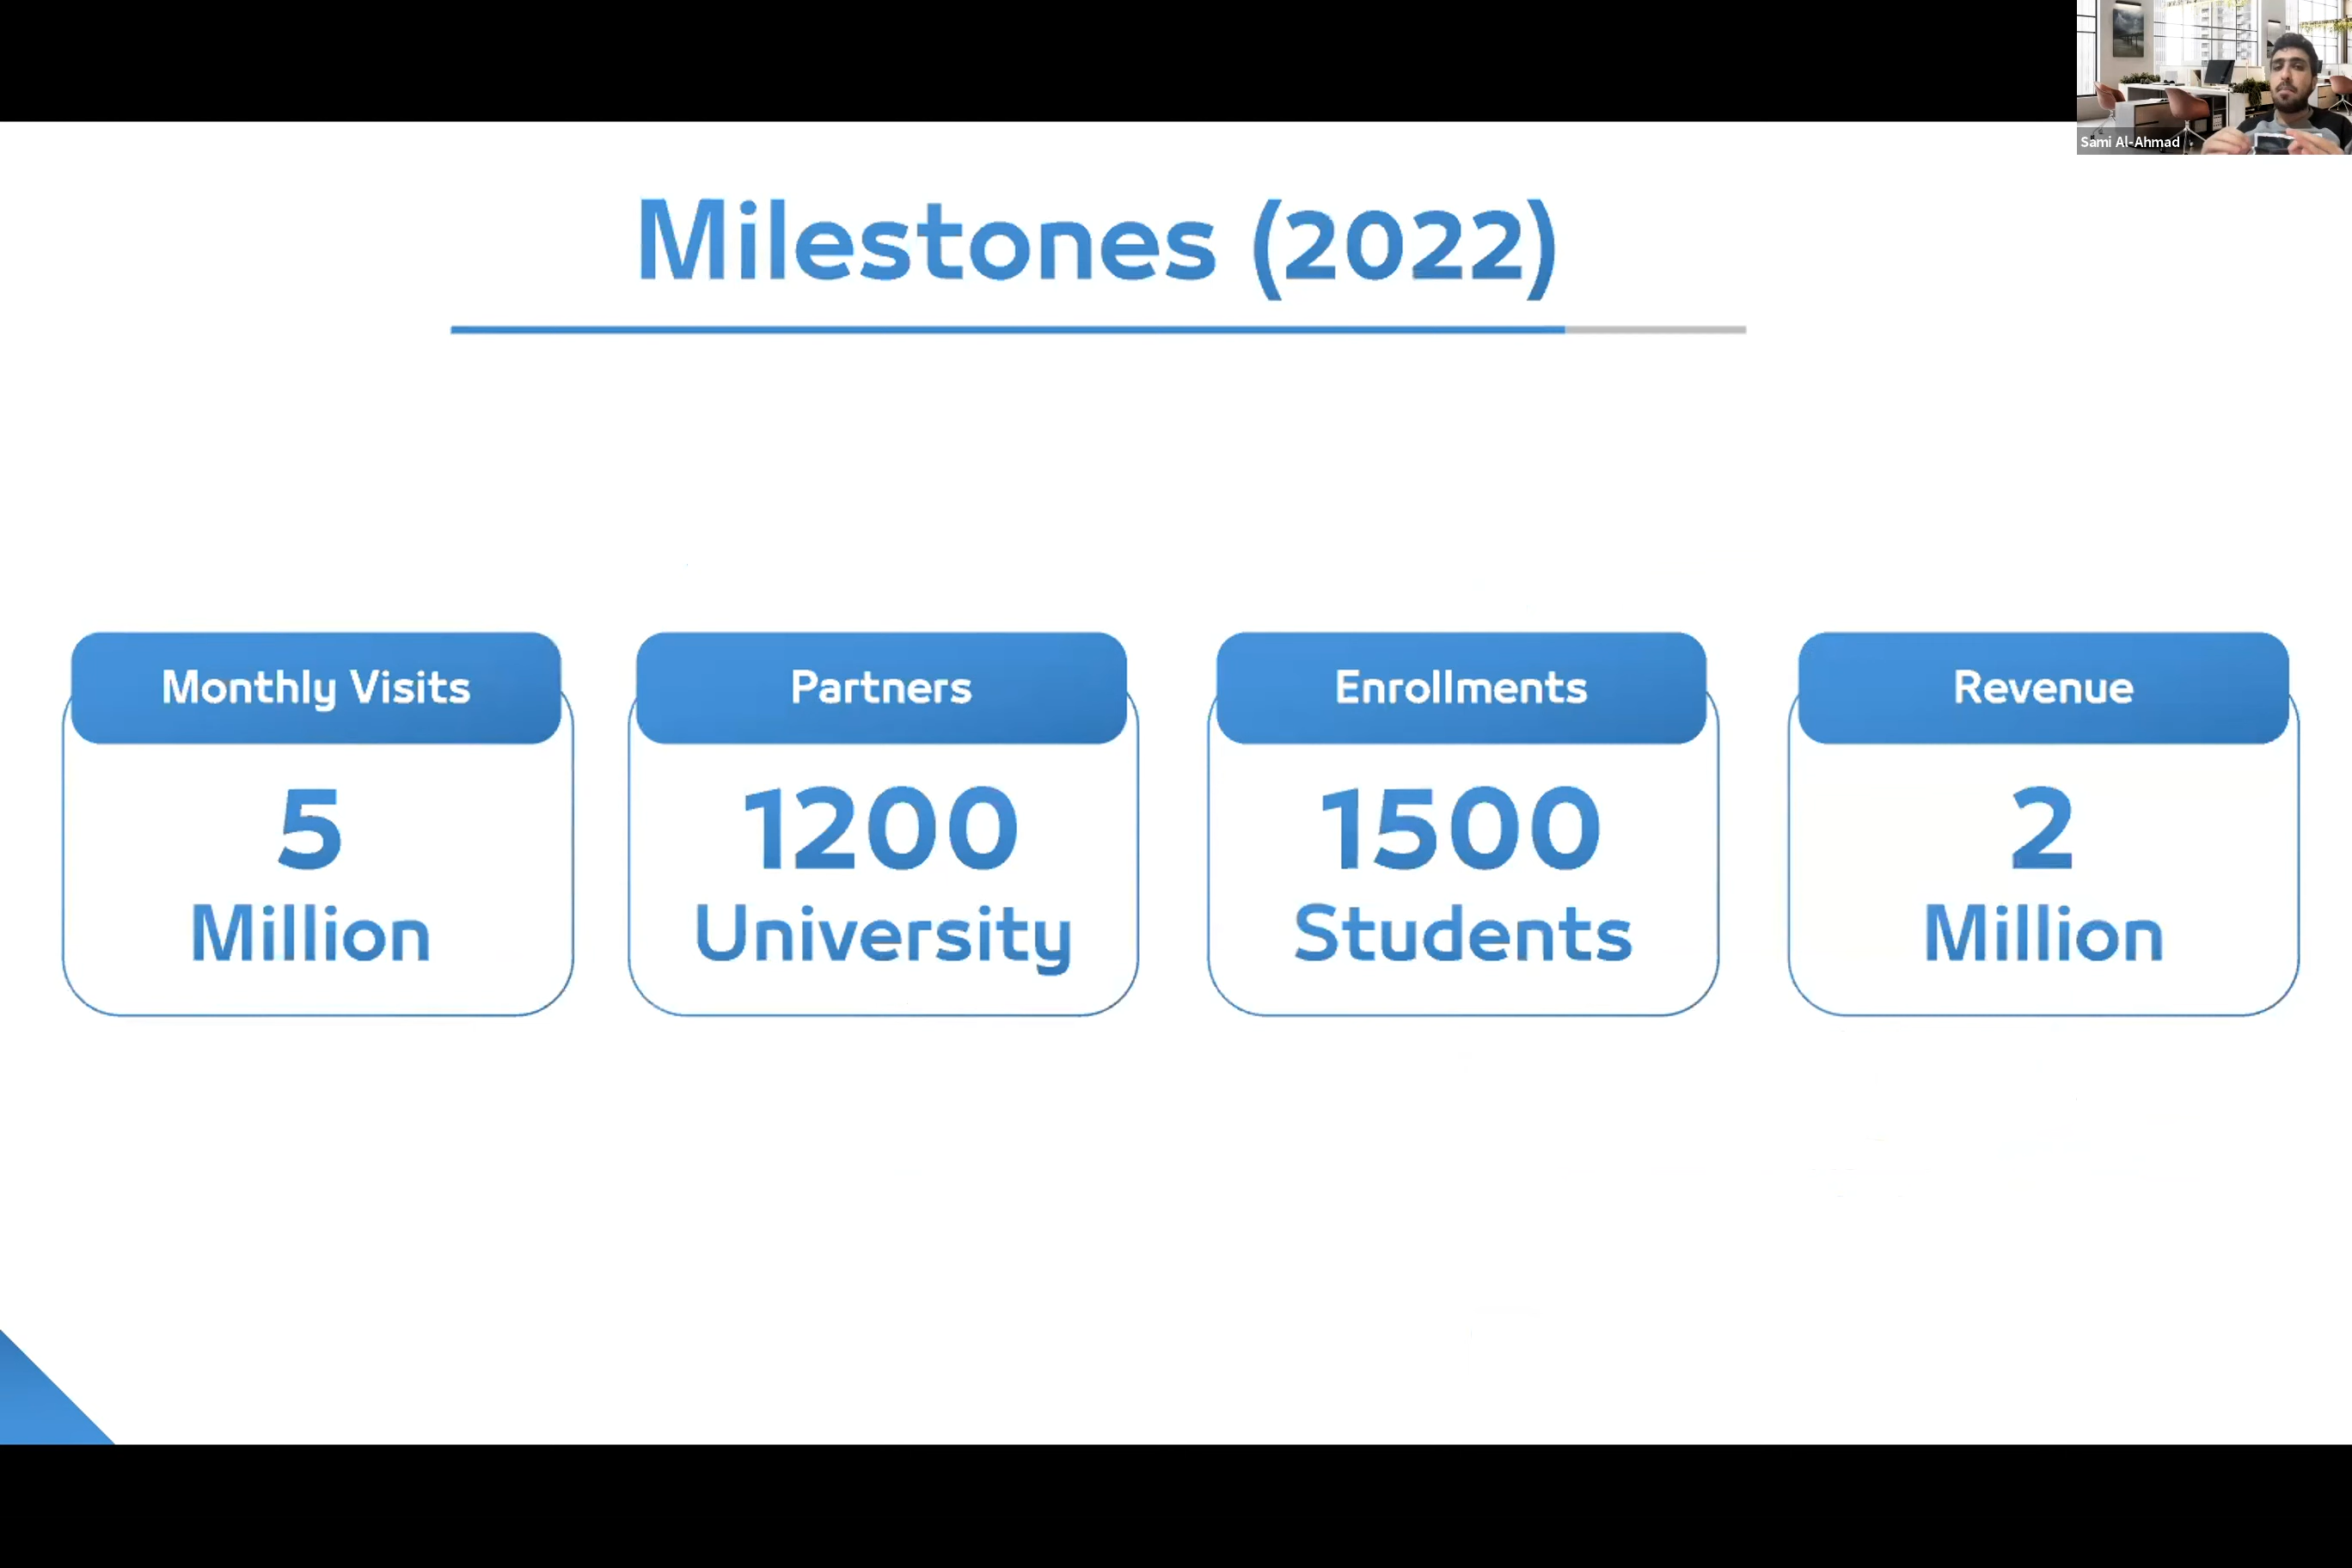 Sami Al-Ahmad
Milestones (2022)
Monthly Visits
5
Million
Partners
1200
University
Enrollments
1500
Students
Revenue
2
Million